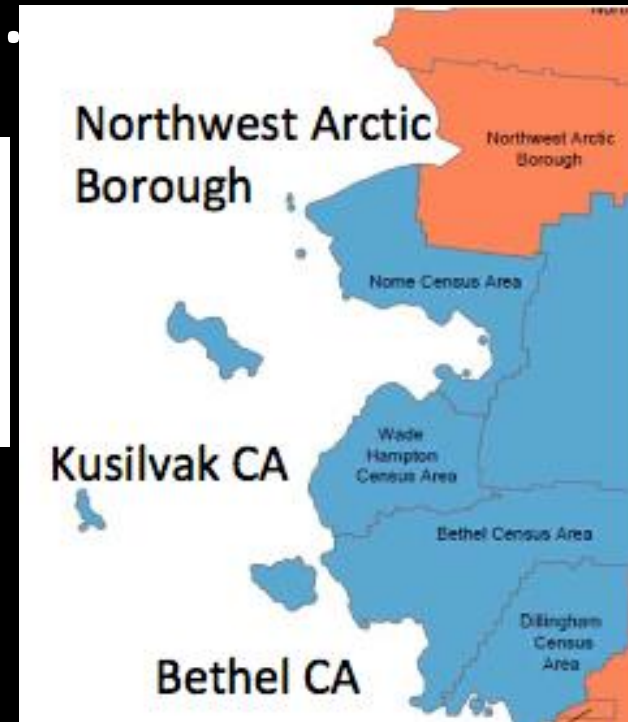 Northwest Arctic
Borough
Northwest Arctic
Borough
Nome Census Area
Kusilvak CA
Wade
Hampton
Census Area
Bethel Census Area
Dillingham
Census
Area
Bethel CA